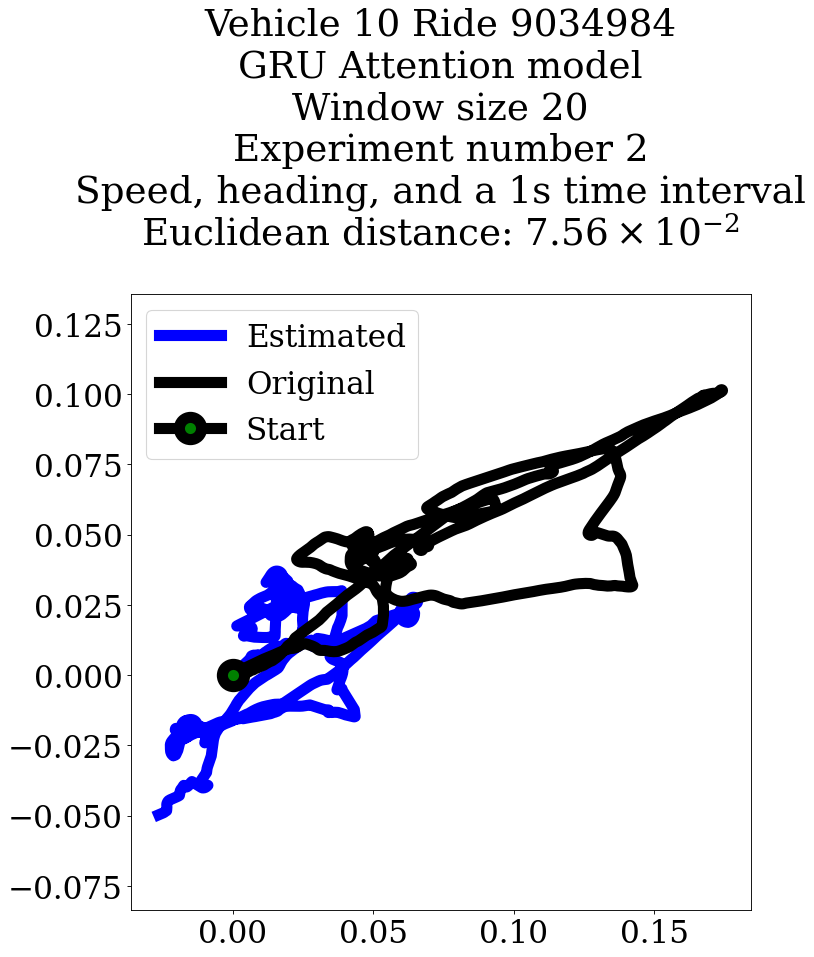 Vehicle 10 Ride 9034984
GRU Attention model
Window size 20
Experiment number 2
Speed, heading, and a 1s time interval
Euclidean distance: 7.56 × 10⁻²
0.125
0.100
0.075
0.050
0.025
0.000
−0.025
−0.050
−0.075
Estimated
Original
Start
0.00 0.05 0.10 0.15